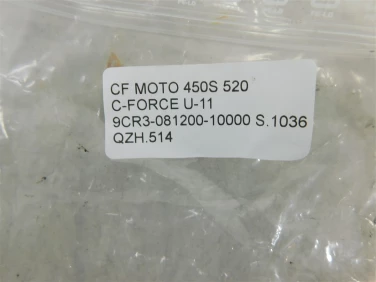 CF MOTO 450S 520
C-FORCE U-11
9CR3-081200-10000 S.1036
QZH.514